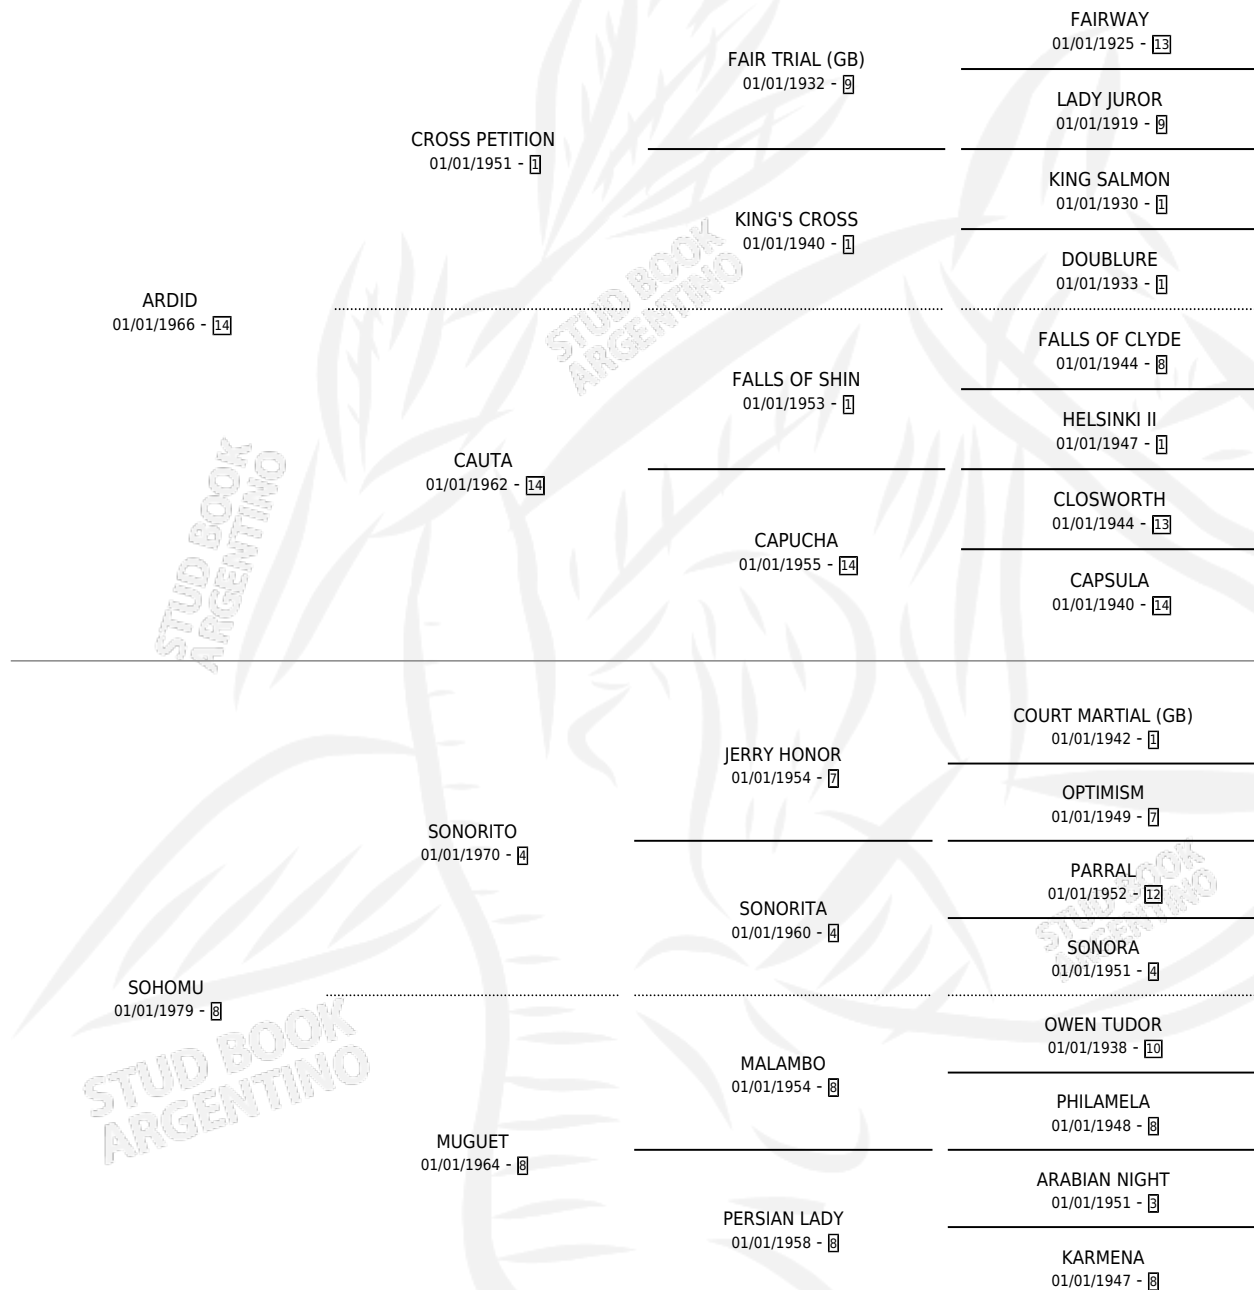 FAIRWAY
01/01/1925 - 13
FAIR TRIAL (GB)
01/01/1932 - 9
LADY JUROR
01/01/1919 - 9
CROSS PETITION
01/01/1951 - 1
KING SALMON
01/01/1930 - 1
KING'S CROSS
01/01/1940 - 1
DOUBLURE
01/01/1933 - 1
ARDID
01/01/1966 - 14
STUD BOOK
ARGENTINO
FALLS OF CLYDE
01/01/1944 - 8
FALLS OF SHIN
01/01/1953 - 1
HELSINKI II
01/01/1947 - 1
CAUTA
01/01/1962 - 14
CLOSWORTH
01/01/1944 - 13
CAPUCHA
01/01/1955 - 14
CAPSULA
01/01/1940 - 14
STUD BOOK
ARGENTINO
COURT MARTIAL (GB)
01/01/1942 - 1
JERRY HONOR
01/01/1954 - 7
OPTIMISM
01/01/1949 - 7
SONORITO
01/01/1970 - 4
PARRAL
01/01/1952 - 12
SONORITA
01/01/1960 - 4
SONORA
01/01/1951 - 4
STUD BOOK
ARGENTINO
SOHOMU
01/01/1979 - 8
OWEN TUDOR
01/01/1938 - 10
MALAMBO
01/01/1954 - 8
PHILAMELA
01/01/1948 - 8
STUD BOOK
ARGENTINO
MUGUET
01/01/1964 - 8
ARABIAN NIGHT
01/01/1951 - 3
PERSIAN LADY
01/01/1958 - 8
KARMENA
01/01/1947 - 8